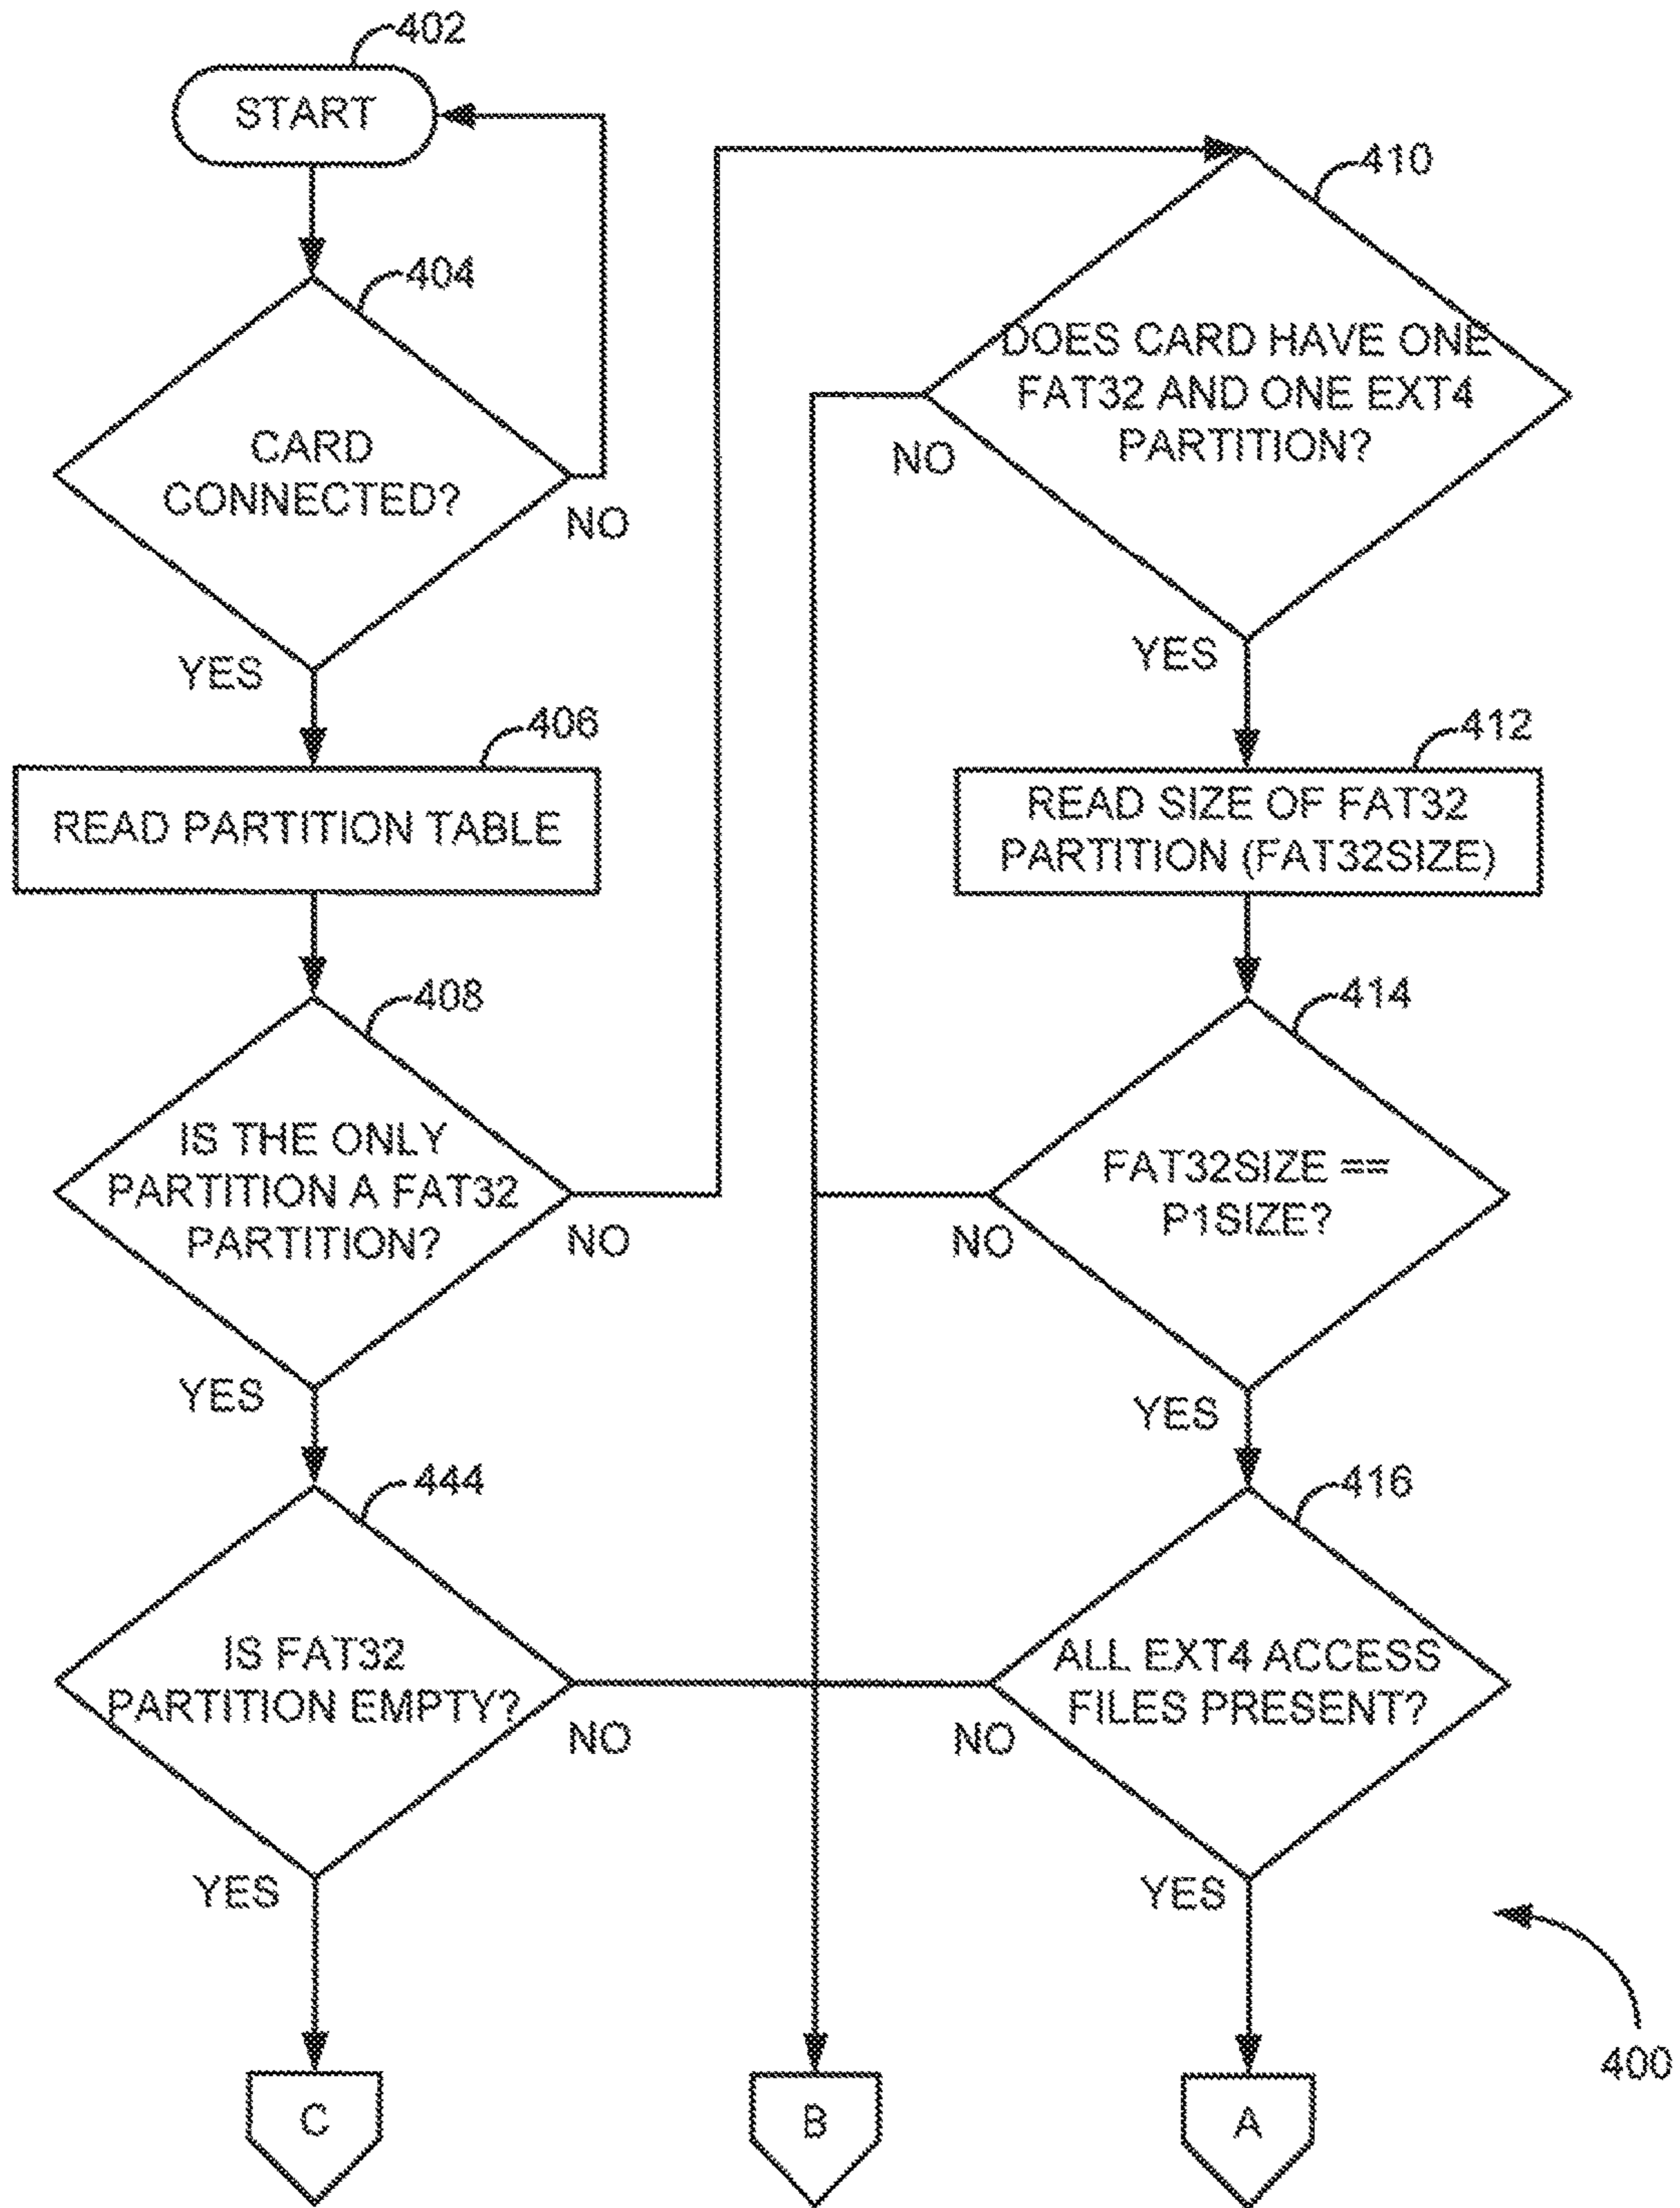 402
START
404
CARD
CONNECTED?
NO
YES
406
READ PARTITION TABLE
408
IS THE ONLY
PARTITION A FAT32
PARTITION?
NO
YES
444
IS FAT32
PARTITION EMPTY?
NO
YES
C
410
DOES CARD HAVE ONE
FAT32 AND ONE EXT4
PARTITION?
NO
YES
412
READ SIZE OF FAT32
PARTITION (FAT32SIZE)
414
FAT32SIZE ==
P1SIZE?
NO
YES
416
ALL EXT4 ACCESS
FILES PRESENT?
NO
YES
B
A
400